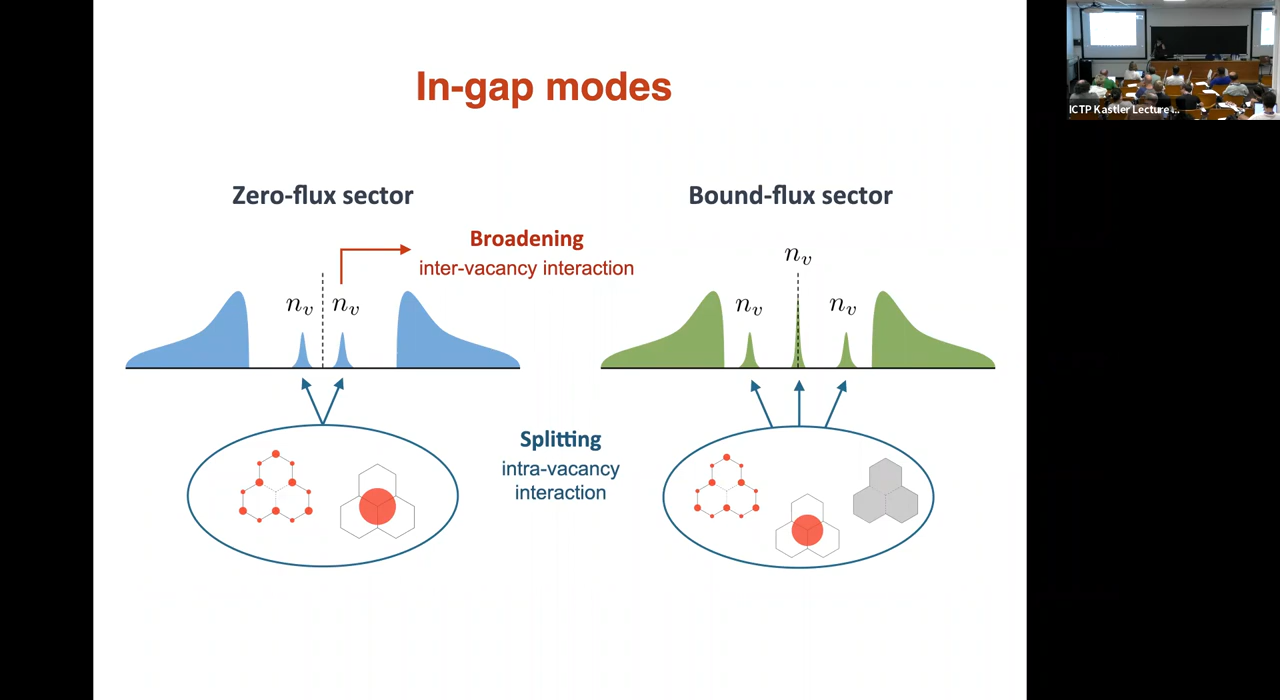 In-gap modes
Zero-flux sector
Bound-flux sector
Broadening
inter-vacancy interaction
n_v
n_v
n_v
n_v
n_v
Splitting
intra-vacancy
interaction
ICTP Kastler Lecture ...